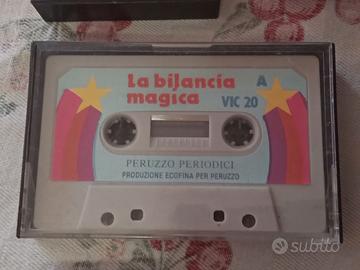 La bilancia A
magica VIC 20
PERUZZO PERIODICI
PRODUZIONE ECOFINA PER PERUZZO
subito